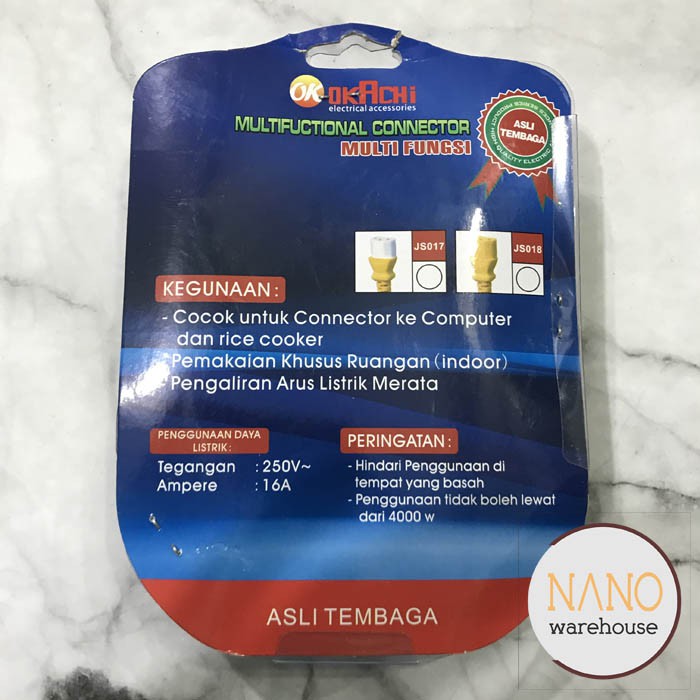 OK OKACHI
electrical accessories
MULTIFUCTIONAL CONNECTOR
MULTI FUNGSI
ASLI
TEMBAGA
JS017
JS018
KEGUNAAN :
- Cocok untuk Connector ke Computer
dan rice cooker
- Pemakaian Khusus Ruangan (indoor)
- Pengaliran Arus Listrik Merata
PENGGUNAAN DAYA
LISTRIK :
Tegangan : 250V~
Ampere : 16A
PERINGATAN :
- Hindari Penggunaan di
tempat yang basah
- Penggunaan tidak boleh lewat
dari 4000 w
ASLI TEMBAGA
NANO
warehouse